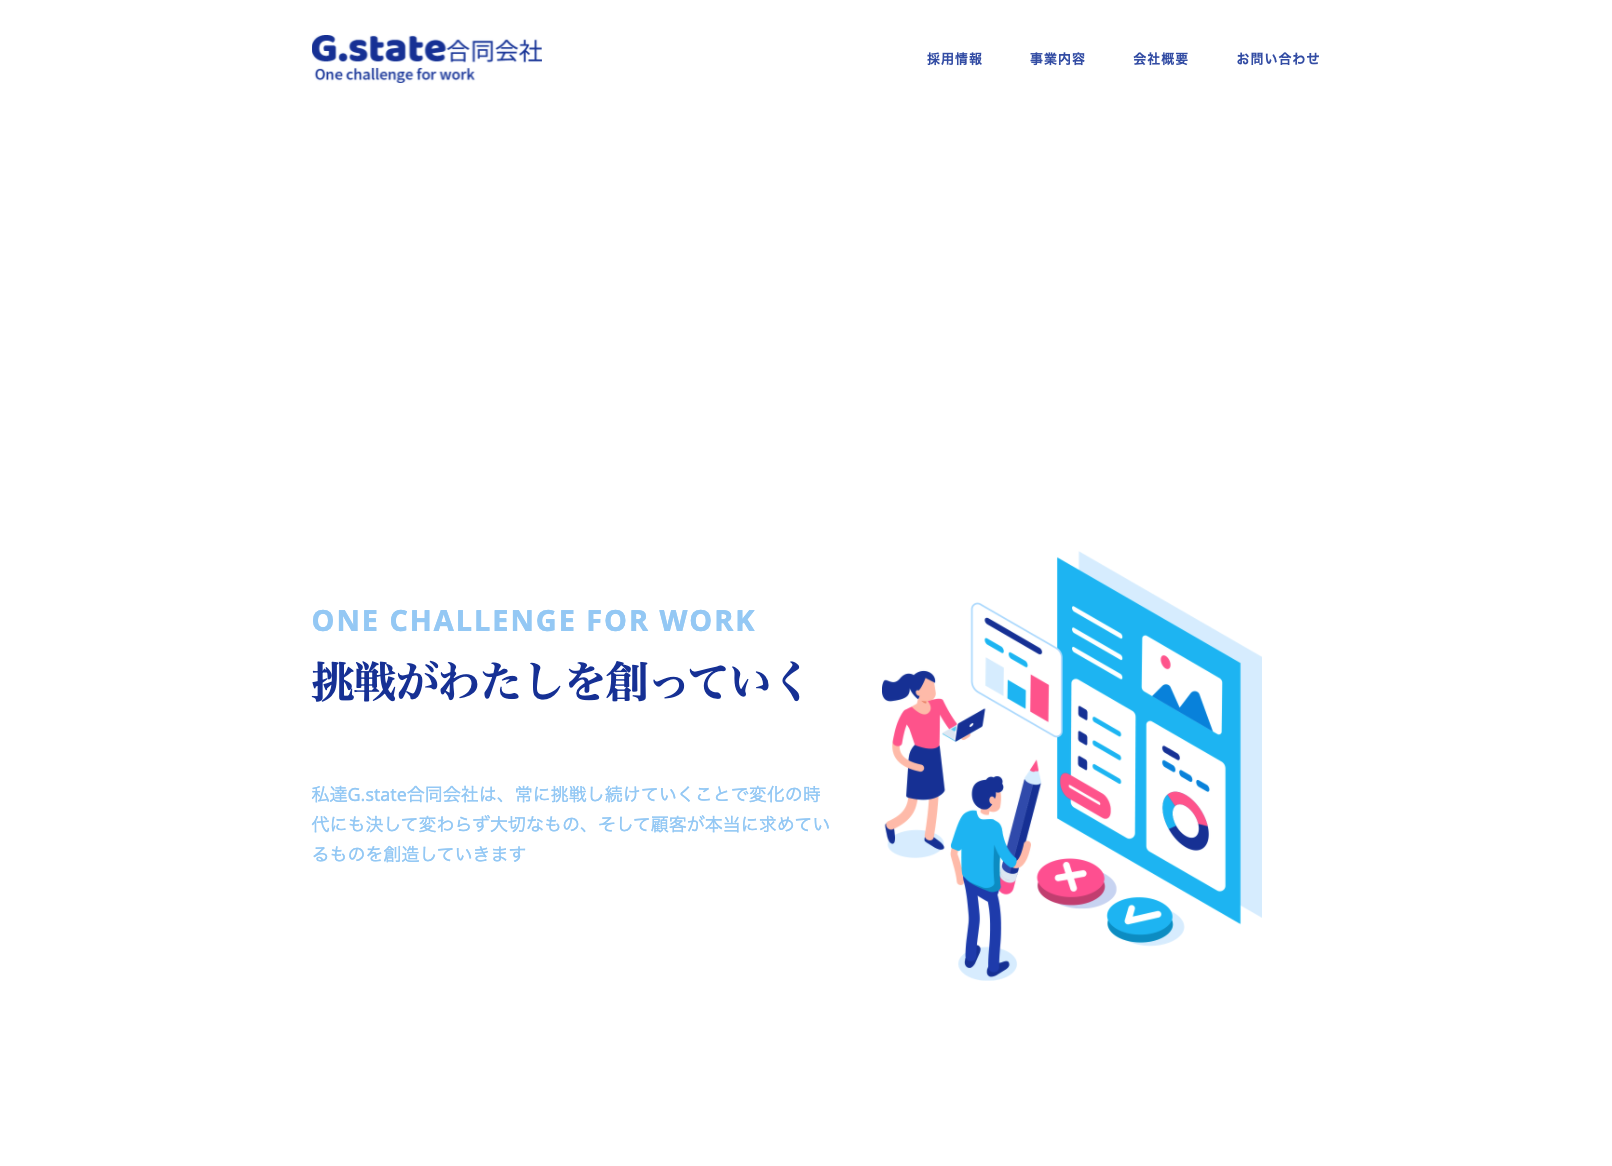 G.state合同会社
One challenge for work
採用情報
事業内容
会社概要
お問い合わせ
ONE CHALLENGE FOR WORK
挑戦がわたしを創っていく
私達G.state合同会社は、常に挑戦し続けていくことで変化の時
代にも決して変わらず大切なもの、そして顧客が本当に求めてい
るものを創造していきます